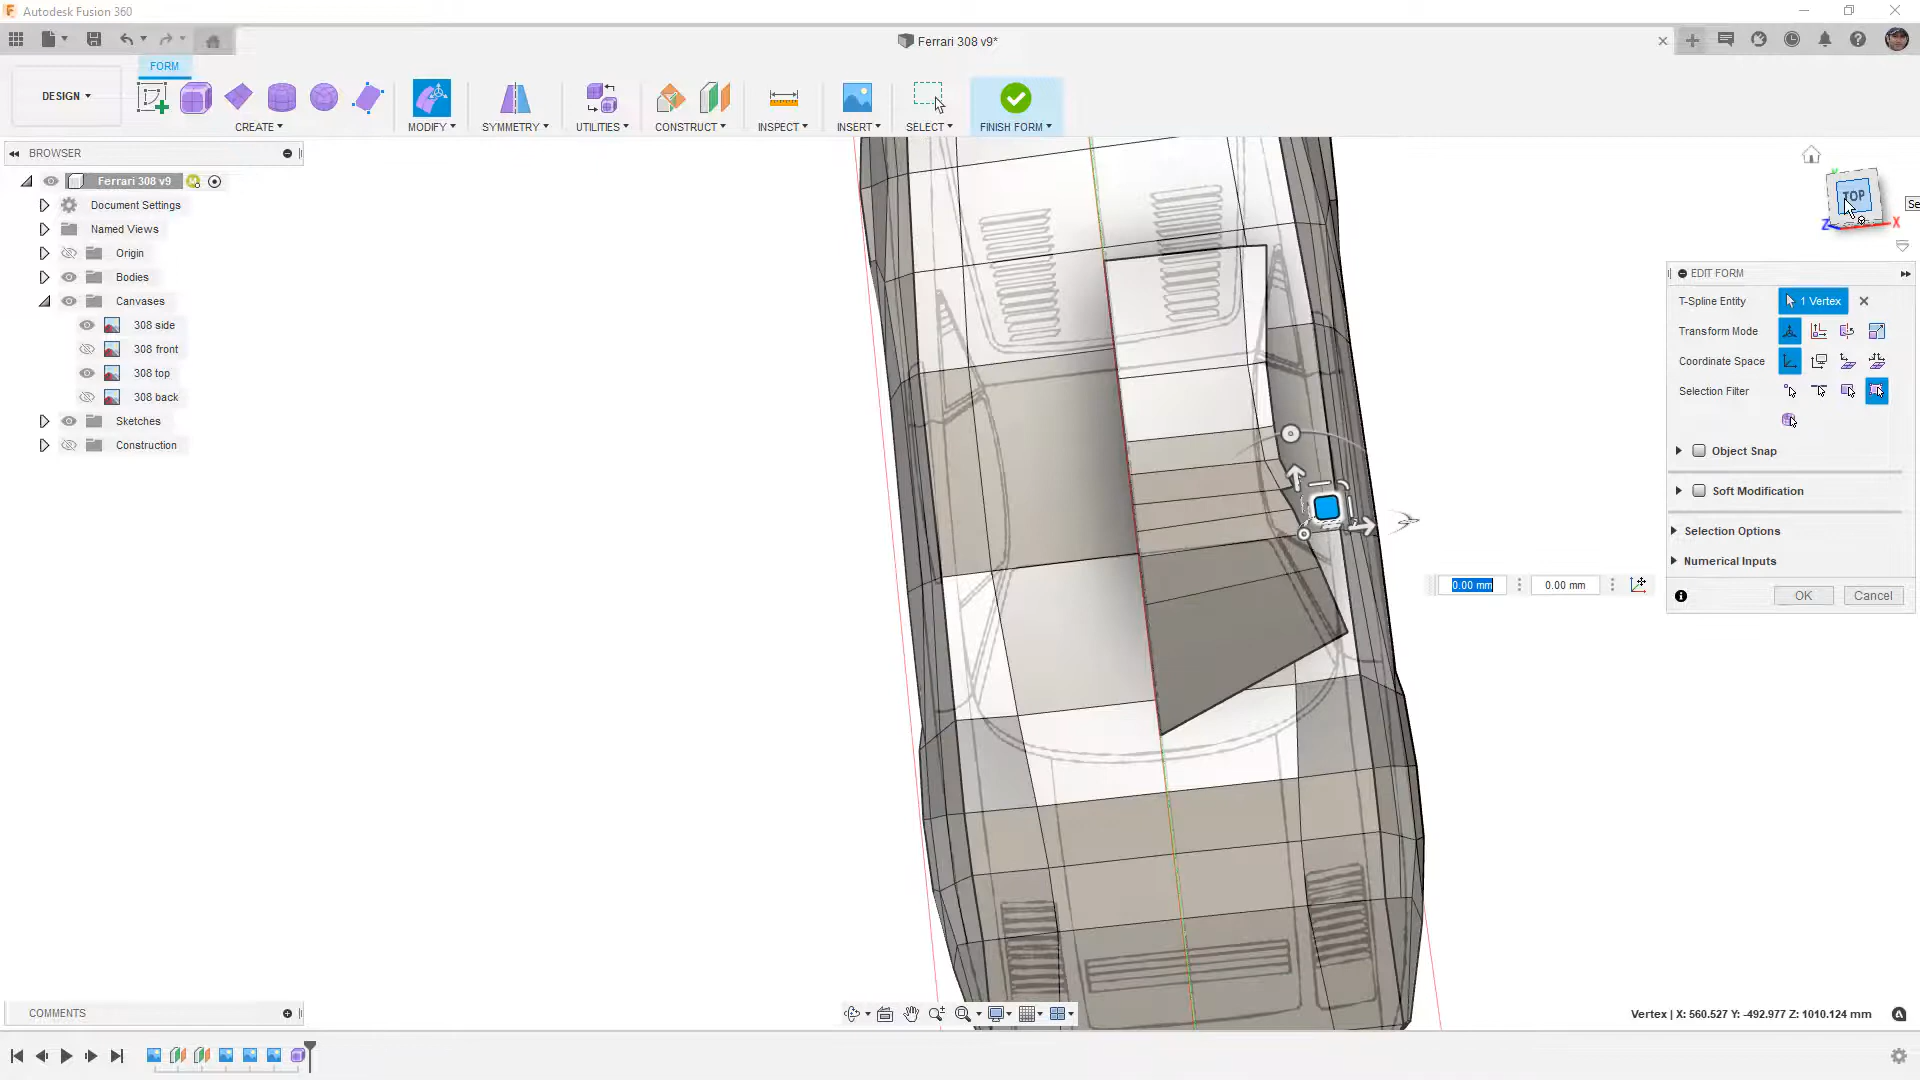 Autodesk Fusion 360
Ferrari 308 v9*
FORM
DESIGN
CREATE
MODIFY
SYMMETRY
UTILITIES
CONSTRUCT
INSPECT
INSERT
SELECT
FINISH FORM
BROWSER
Ferrari 308 v9
Document Settings
Named Views
Origin
Bodies
Canvases
308 side
308 front
308 top
308 back
Sketches
Construction
TOP
Z
X
Se
EDIT FORM
T-Spline Entity
1 Vertex
Transform Mode
Coordinate Space
Selection Filter
Object Snap
Soft Modification
Selection Options
Numerical Inputs
OK
Cancel
0.00 mm
0.00 mm
COMMENTS
Vertex | X: 560.527 Y: -492.977 Z: 1010.124 mm